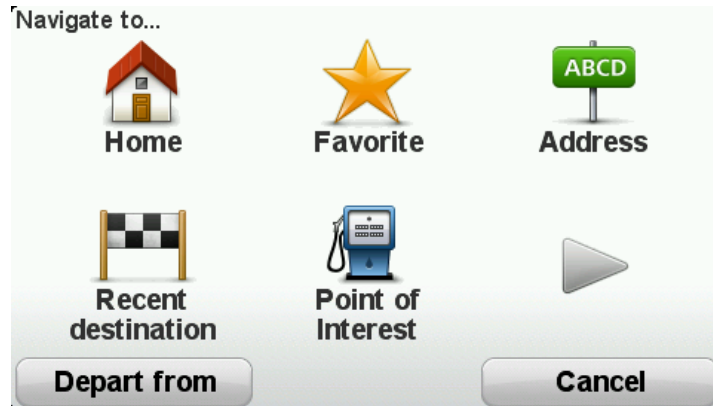 Navigate to...
Home
Favorite
ABCD
Address
Recent
destination
Point of
Interest
Depart from
Cancel